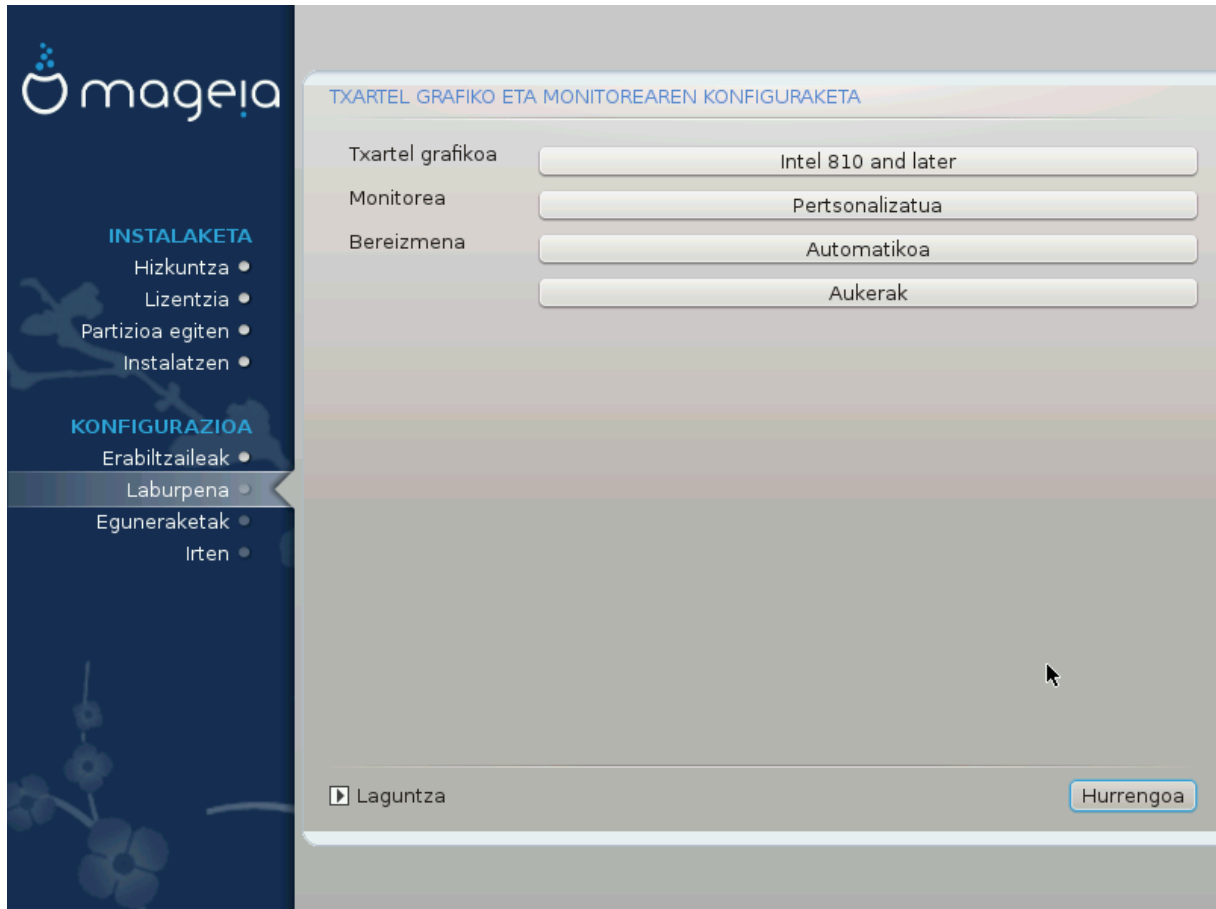 mageia
INSTALAKETA
Hizkuntza
Lizentzia
Partizioa egiten
Instalatzen
KONFIGURAZIOA
Erabiltzaileak
Laburpena
Eguneraketak
Irten
TXARTEL GRAFIKO ETA MONITOREAREN KONFIGURAKETA
Txartel grafikoa
Intel 810 and later
Monitorea
Pertsonalizatua
Bereizmena
Automatikoa
Aukerak
Laguntza
Hurrengoa